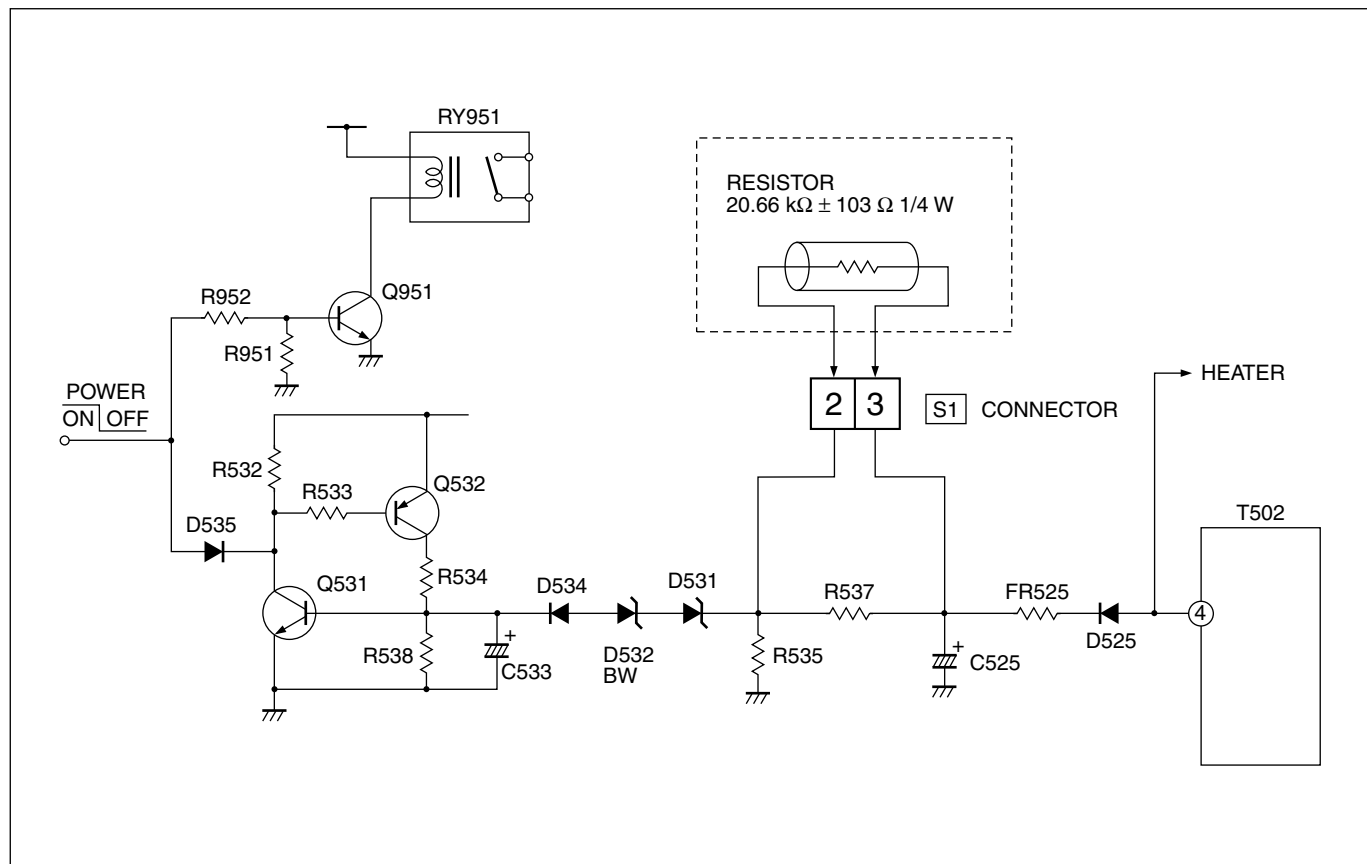 RY951
RESISTOR
20.66 kΩ ± 103 Ω 1/4 W
R952
Q951
R951
POWER
ON OFF
HEATER
2 3
S1 CONNECTOR
R532
R533
Q532
D535
T502
Q531
R534
D534
D531
R537
FR525
4
D525
R538
+
C533
D532
BW
R535
+
C525